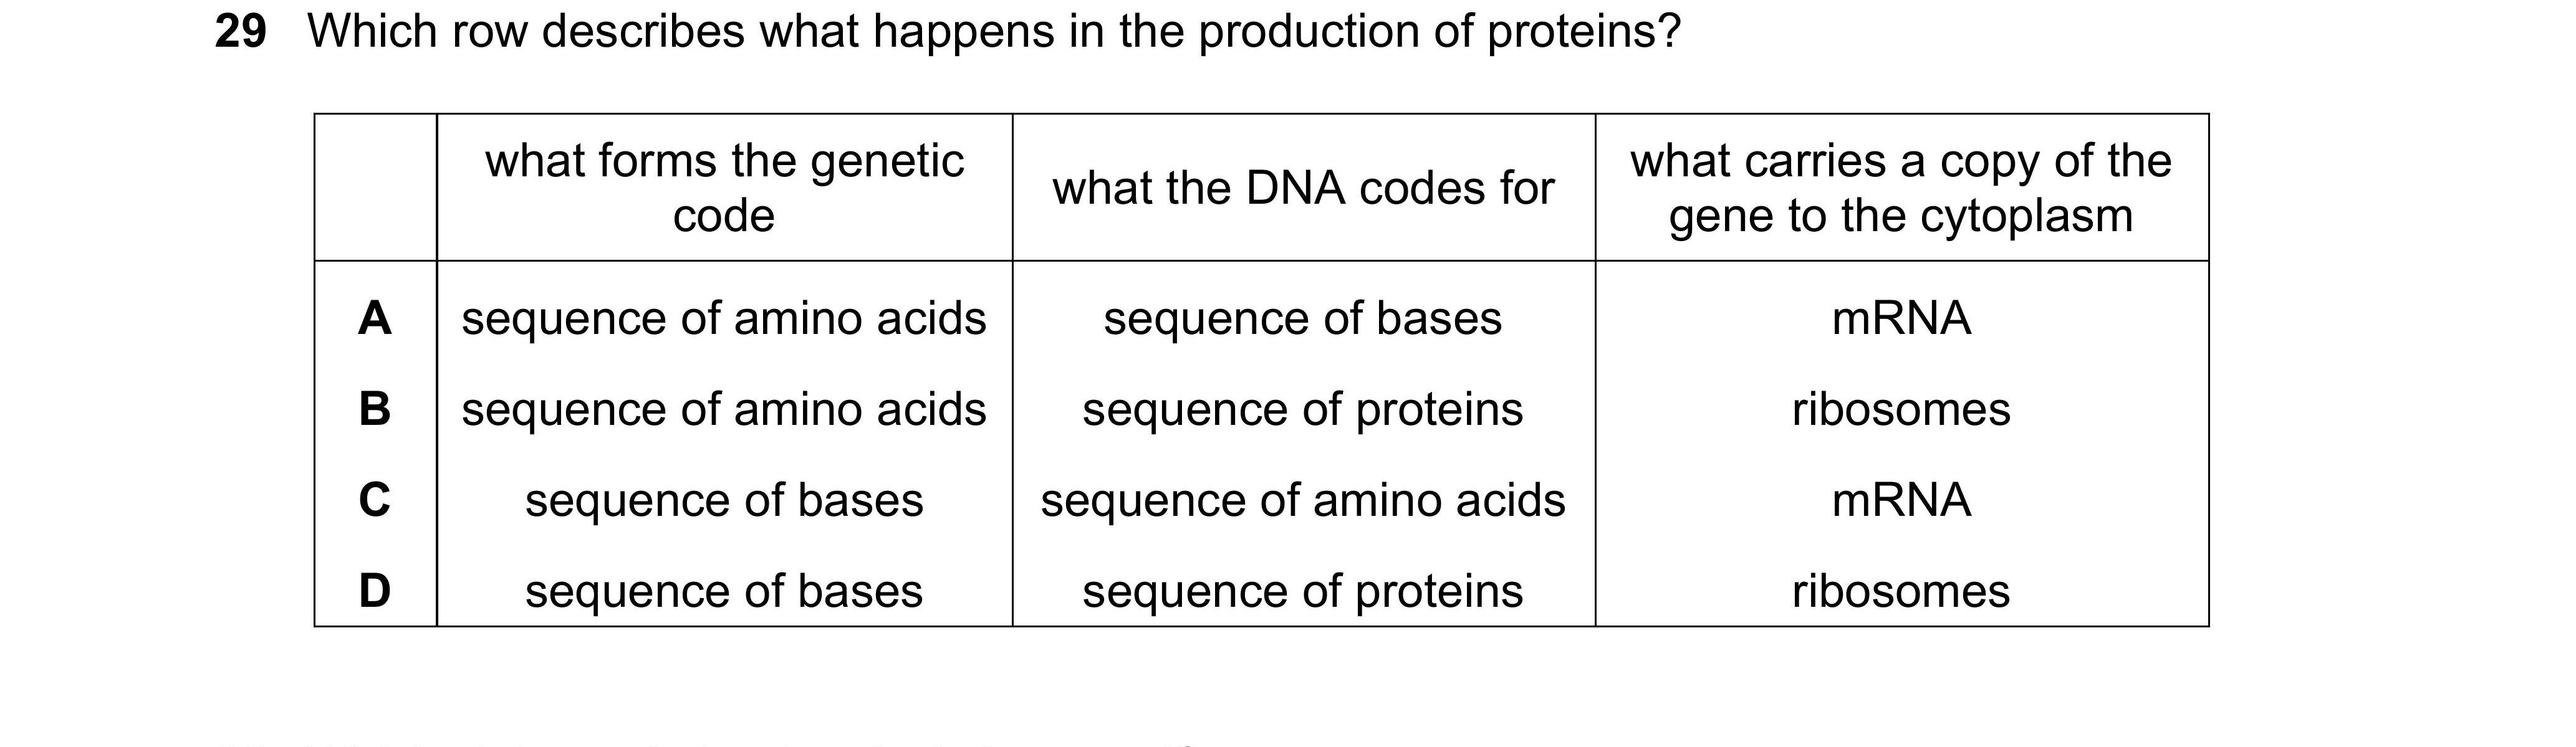 29 Which row describes what happens in the production of proteins?
what forms the genetic code what the DNA codes for what carries a copy of the gene to the cytoplasm
A sequence of amino acids sequence of bases mRNA
B sequence of amino acids sequence of proteins ribosomes
C sequence of bases sequence of amino acids mRNA
D sequence of bases sequence of proteins ribosomes